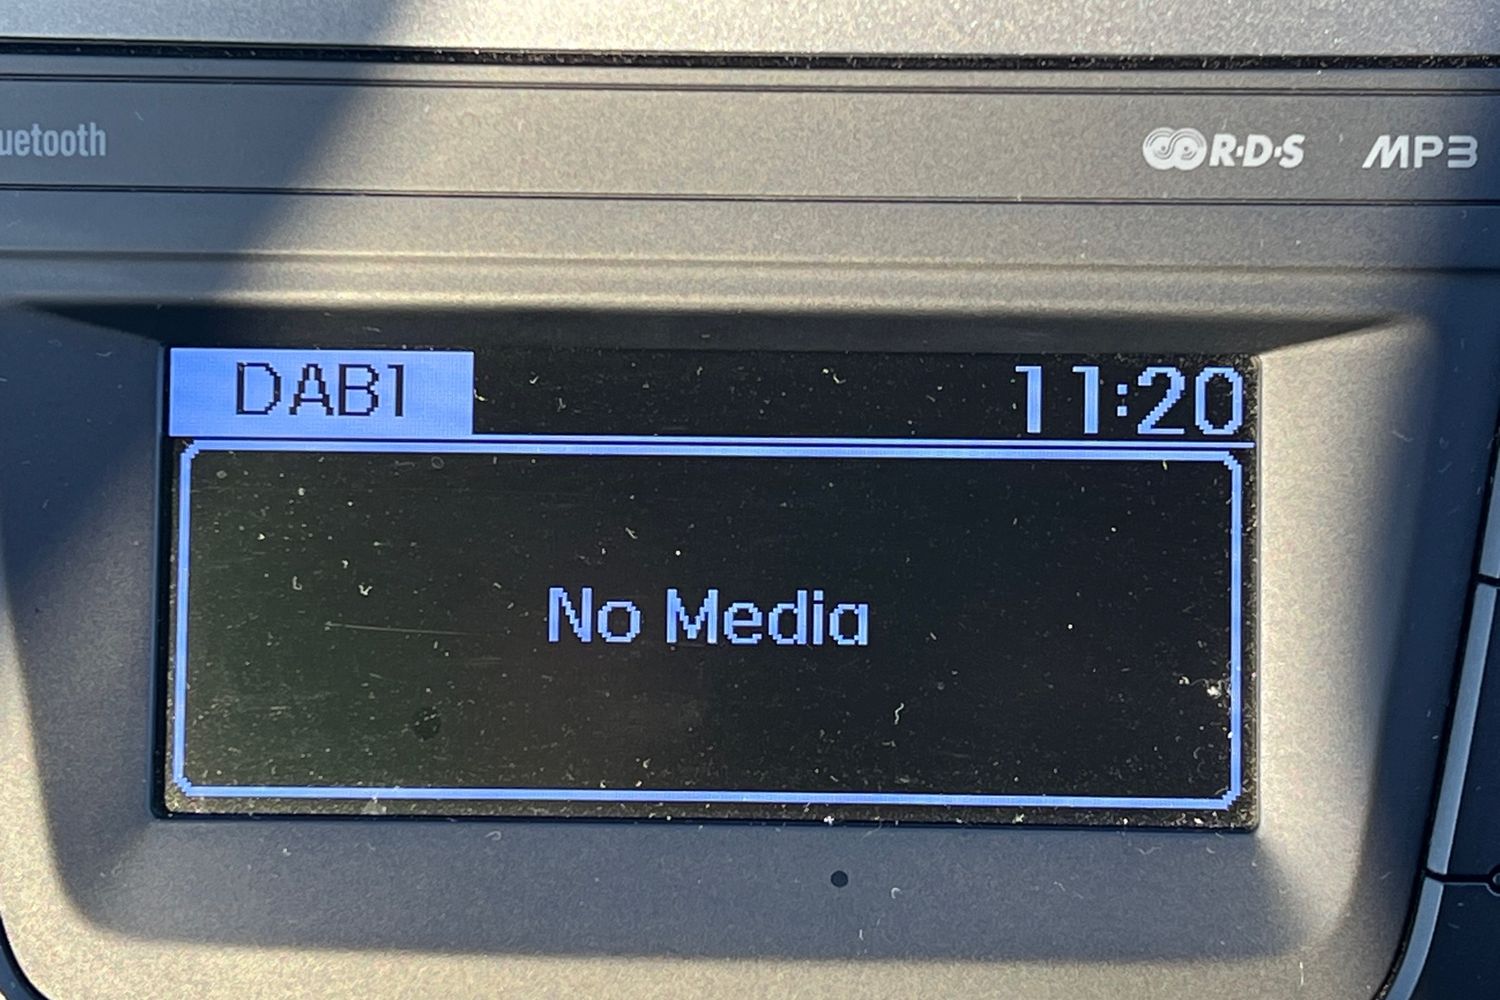 uetooth
R·D·S MP3
DAB1 11:20
No Media